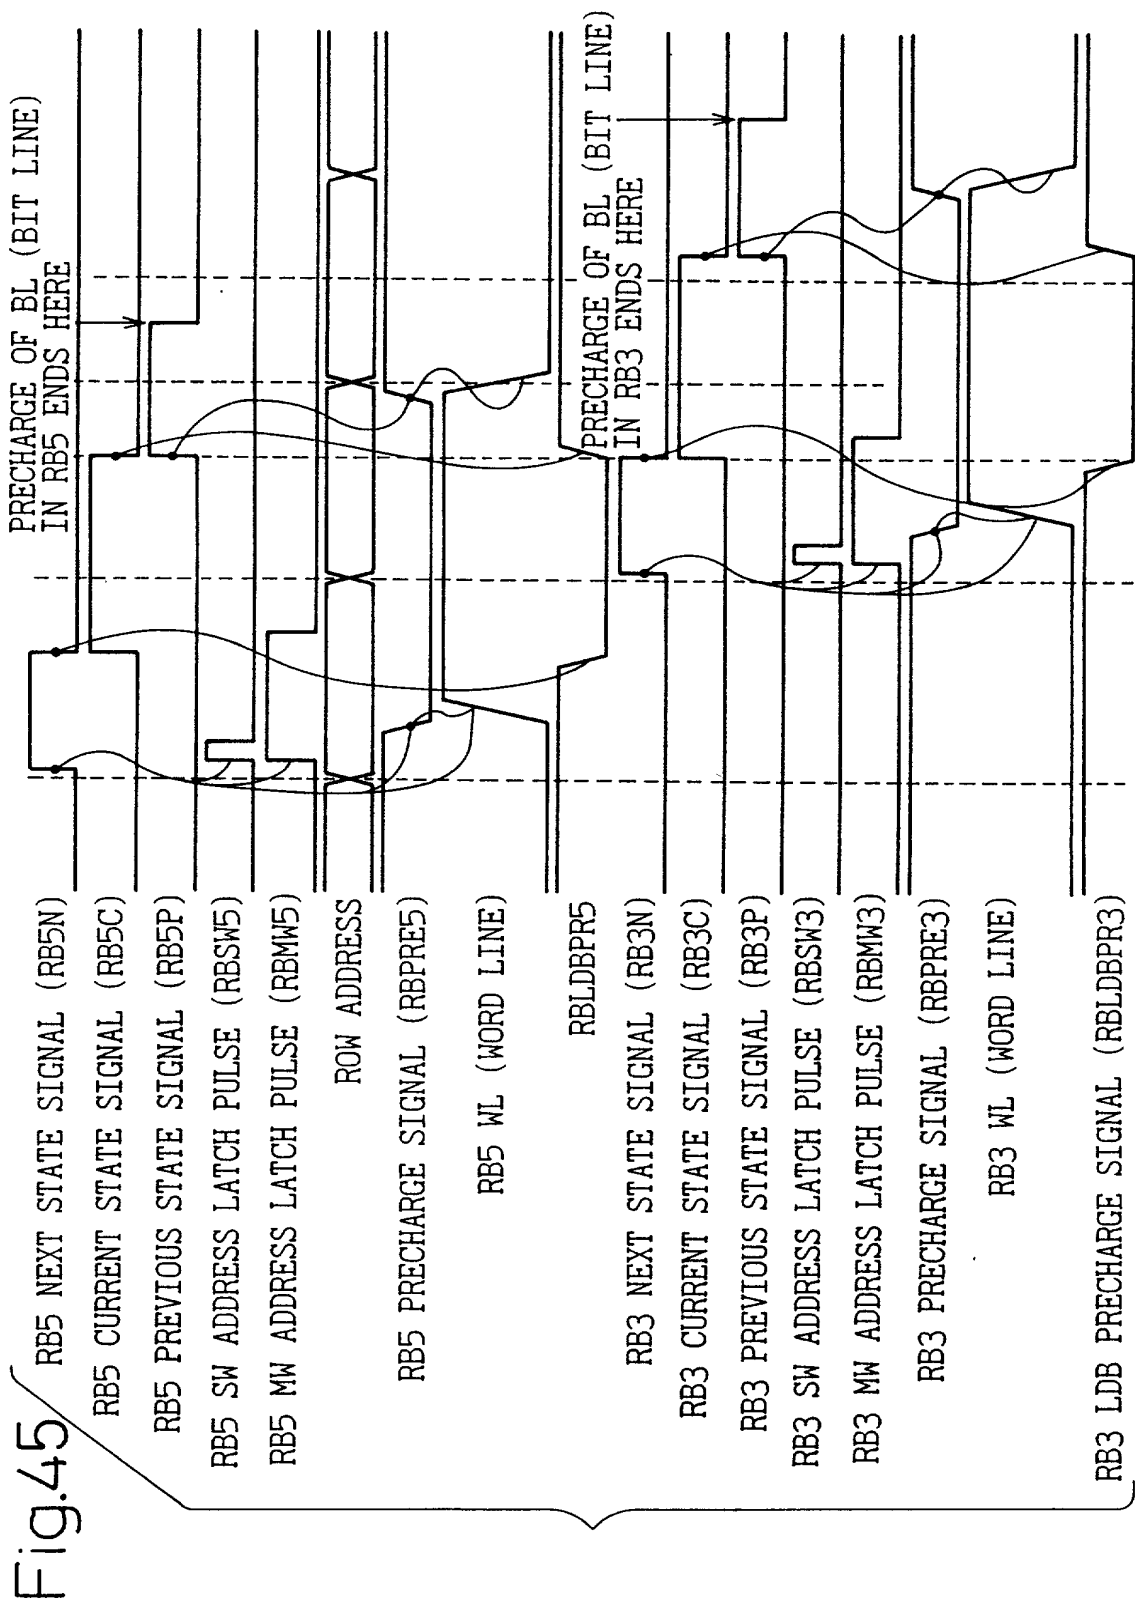 Fig.45
PRECHARGE OF BL (BIT LINE)
IN RB5 ENDS HERE
RB5 NEXT STATE SIGNAL (RB5N)
RB5 CURRENT STATE SIGNAL (RB5C)
RB5 PREVIOUS STATE SIGNAL (RB5P)
RB5 SW ADDRESS LATCH PULSE (RBSW5)
RB5 MW ADDRESS LATCH PULSE (RBMW5)
ROW ADDRESS
RB5 PRECHARGE SIGNAL (RBPRE5)
RB5 WL (WORD LINE)
RBLDBPR5
PRECHARGE OF BL (BIT LINE)
IN RB3 ENDS HERE
RB3 NEXT STATE SIGNAL (RB3N)
RB3 CURRENT STATE SIGNAL (RB3C)
RB3 PREVIOUS STATE SIGNAL (RB3P)
RB3 SW ADDRESS LATCH PULSE (RBSW3)
RB3 MW ADDRESS LATCH PULSE (RBMW3)
RB3 PRECHARGE SIGNAL (RBPRE3)
RB3 WL (WORD LINE)
RB3 LDB PRECHARGE SIGNAL (RBLDBPR3)